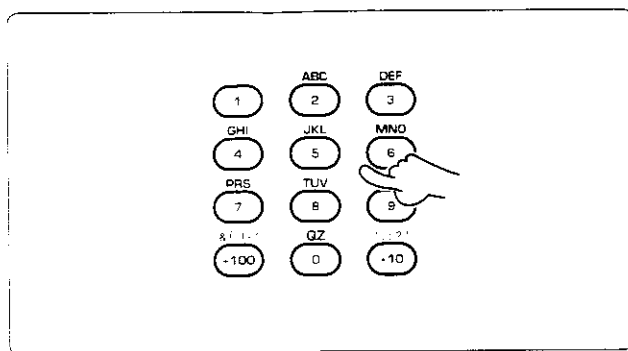 ABC DEF
1 2 3
GHI JKL MNO
4 5 6
PRS TUV
7 8 9
QZ
+100 0 +10